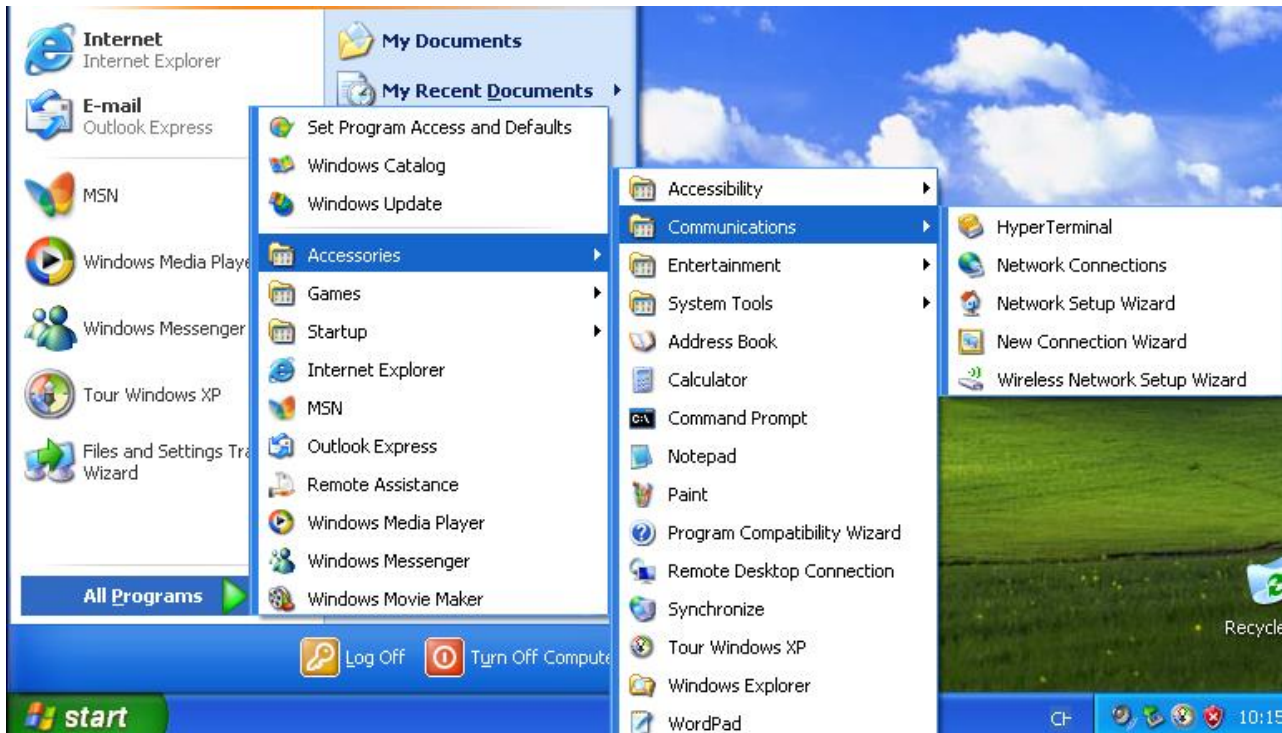 Internet
Internet Explorer
E-mail
Outlook Express
MSN
Windows Media Playe
Windows Messenger
Tour Windows XP
Files and Settings Tra
Wizard
All Programs
My Documents
My Recent Documents
Set Program Access and Defaults
Windows Catalog
Windows Update
Accessories
Games
Startup
Internet Explorer
MSN
Outlook Express
Remote Assistance
Windows Media Player
Windows Messenger
Windows Movie Maker
Accessibility
Communications
Entertainment
System Tools
Address Book
Calculator
Command Prompt
Notepad
Paint
Program Compatibility Wizard
Remote Desktop Connection
Synchronize
Tour Windows XP
Windows Explorer
WordPad
HyperTerminal
Network Connections
Network Setup Wizard
New Connection Wizard
Wireless Network Setup Wizard
Recycle
Log Off
Turn Off Compute
start
CH
10:15